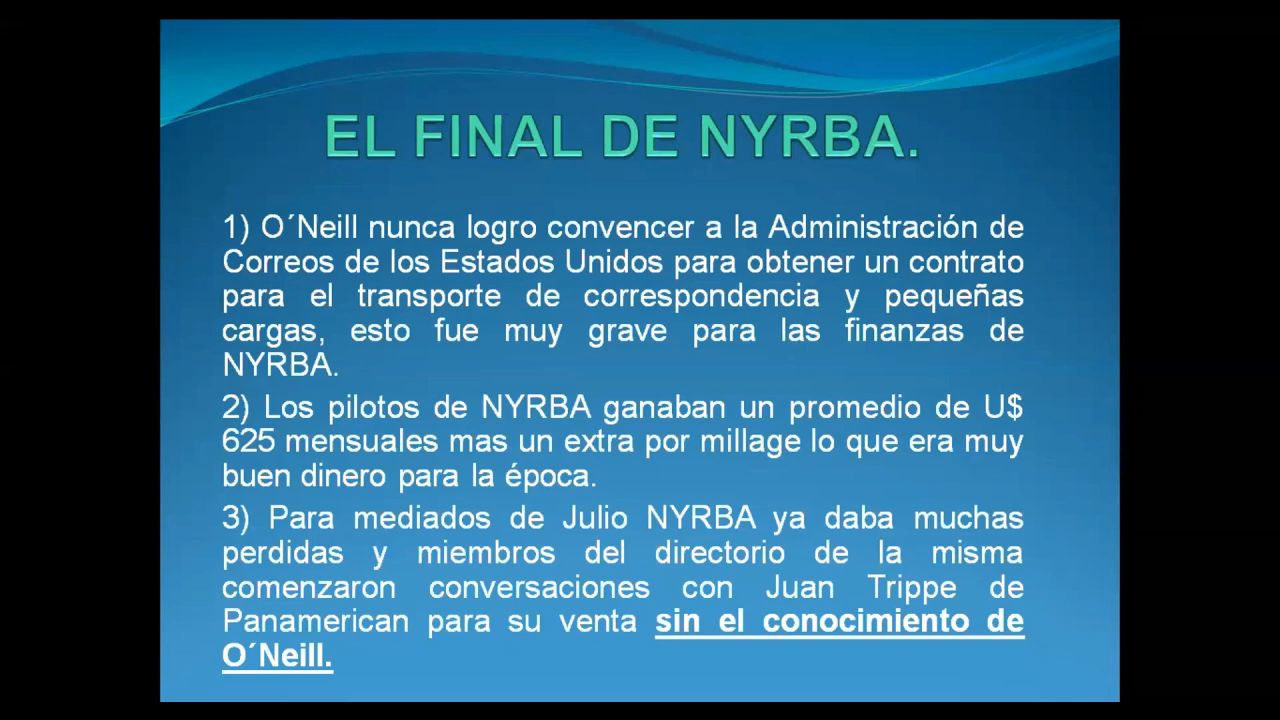 EL FINAL DE NYRBA.
1) O´Neill nunca logro convencer a la Administración de
Correos de los Estados Unidos para obtener un contrato
para el transporte de correspondencia y pequeñas
cargas, esto fue muy grave para las finanzas de
NYRBA.
2) Los pilotos de NYRBA ganaban un promedio de U$
625 mensuales mas un extra por millage lo que era muy
buen dinero para la época.
3) Para mediados de Julio NYRBA ya daba muchas
perdidas y miembros del directorio de la misma
comenzaron conversaciones con Juan Trippe de
Panamerican para su venta sin el conocimiento de
O´Neill.